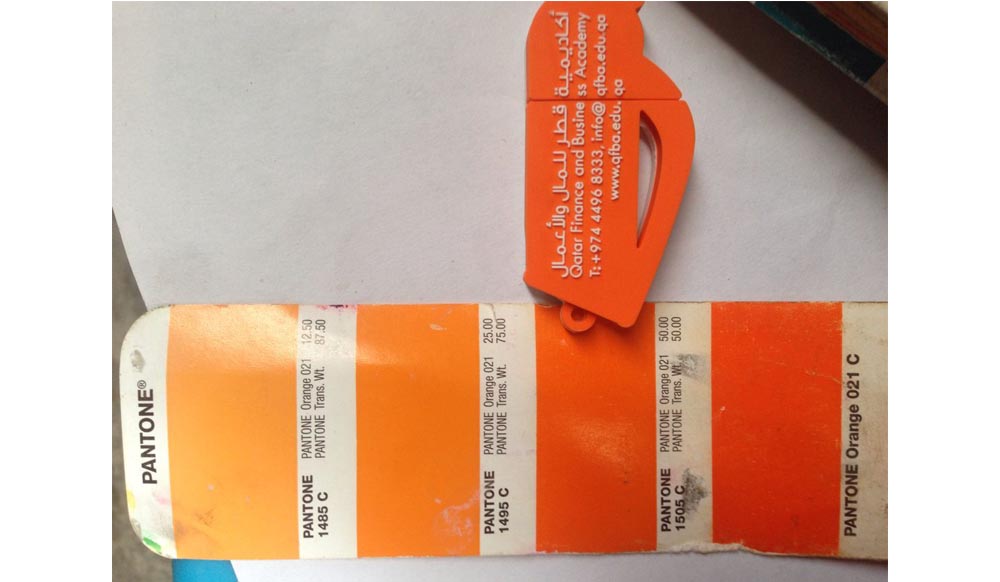 أكاديمية قطر للمال والأعمال
Qatar Finance and Business Academy
T:+974 4496 8333, info@ qfba.edu.qa
www.qfba.edu.qa
PANTONE®
PANTONE
1485 C
PANTONE Orange 021 12.50
PANTONE Trans. Wt. 87.50
PANTONE
1495 C
PANTONE Orange 021 25.00
PANTONE Trans. Wt. 75.00
PANTONE
1505 C
PANTONE Orange 021 50.00
PANTONE Trans. Wt. 50.00
PANTONE Orange 021 C